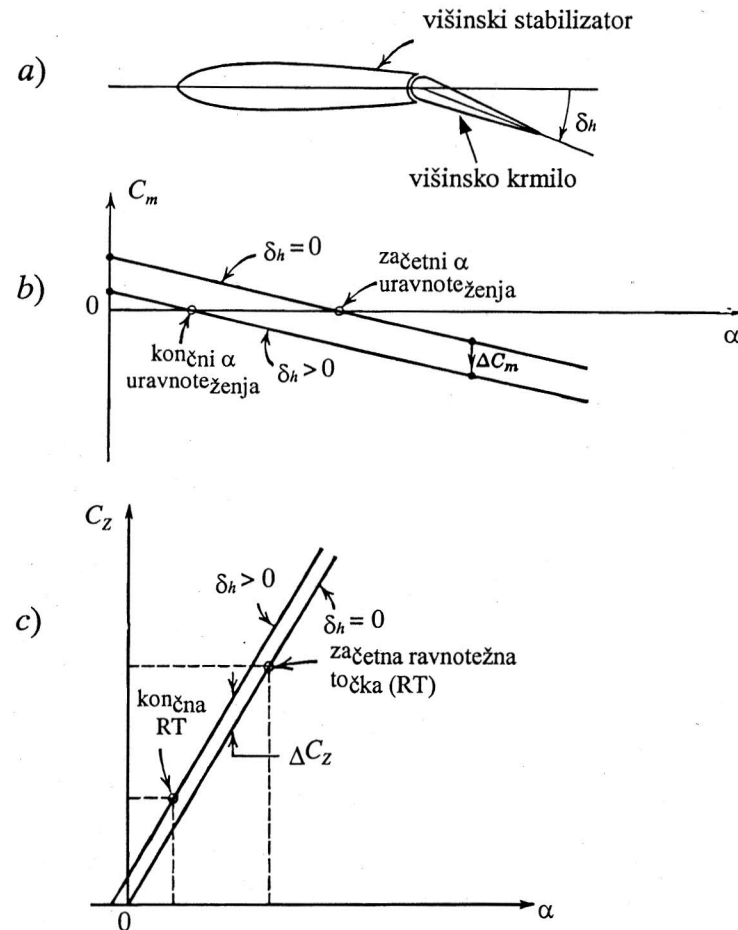 višinski stabilizator
a)
δh
višinsko krmilo
Cm
δh = 0
začetni α
uravnoteženja
b)
0
α
končni α
uravnoteženja
δh > 0
ΔCm
CZ
δh > 0
δh = 0
c)
začetna ravnotežna
točka (RT)
končna
RT
ΔCZ
0
α